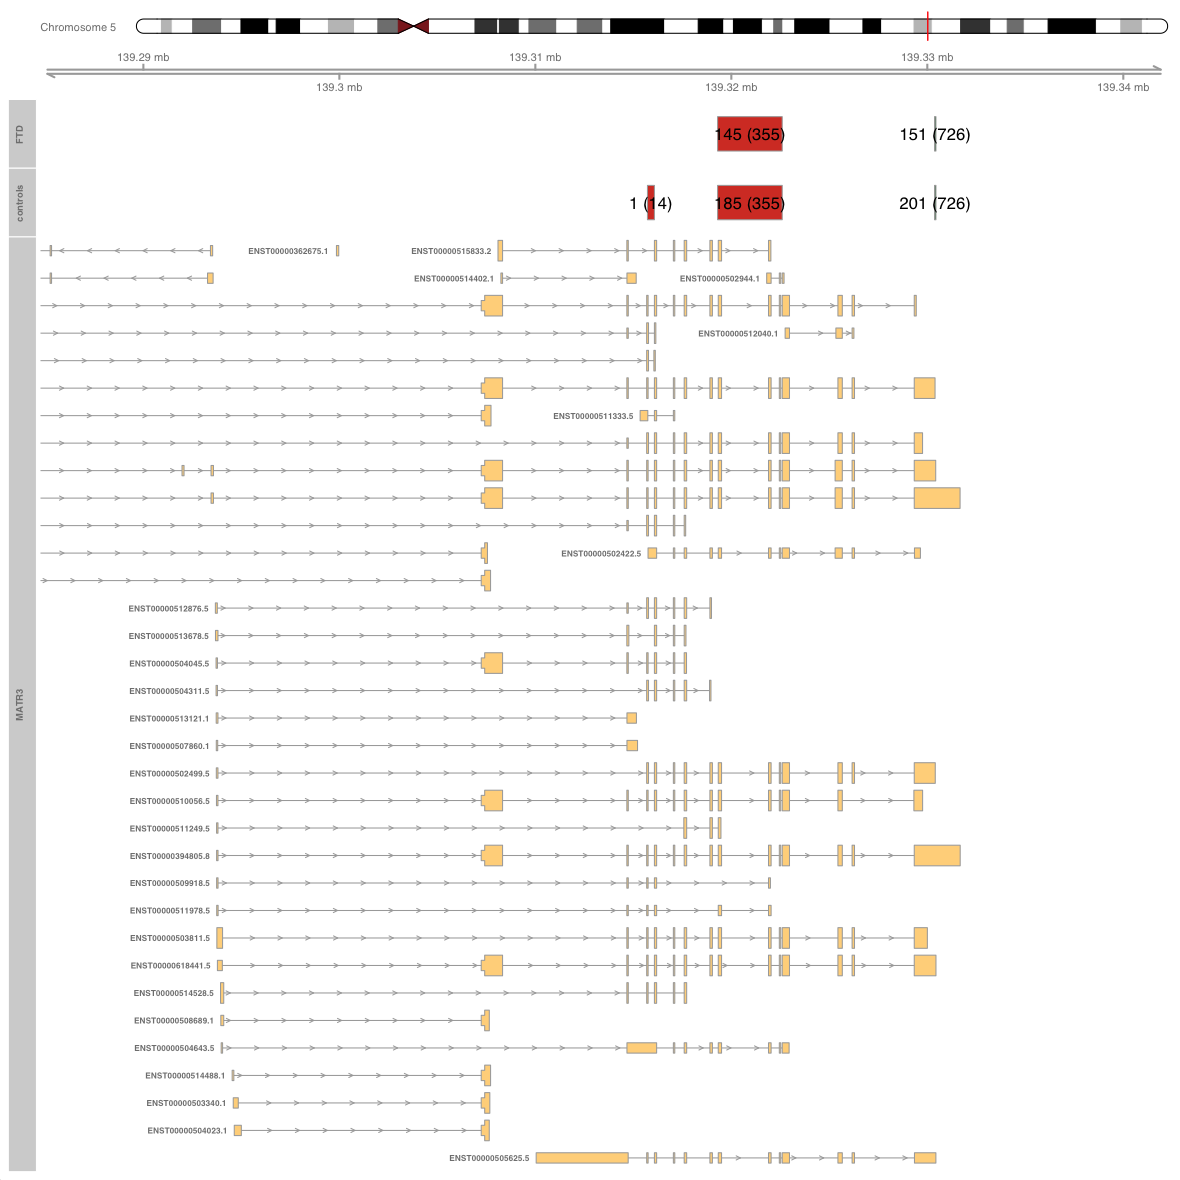 Chromosome 5
139.29 mb
139.31 mb
139.33 mb
139.3 mb
139.32 mb
139.34 mb
FTD
145 (355)
151 (726)
controls
1 (14)
185 (355)
201 (726)
MATR3
ENST00000362675.1
ENST00000515833.2
ENST00000514402.1
ENST00000502944.1
ENST00000512040.1
ENST00000511333.5
ENST00000502422.5
ENST00000512876.5
ENST00000513678.5
ENST00000504045.5
ENST00000504311.5
ENST00000513121.1
ENST00000507860.1
ENST00000502499.5
ENST00000510056.5
ENST00000511249.5
ENST00000394805.8
ENST00000509918.5
ENST00000511978.5
ENST00000503811.5
ENST00000618441.5
ENST00000514528.5
ENST00000508689.1
ENST00000504643.5
ENST00000514488.1
ENST00000503340.1
ENST00000504023.1
ENST00000505625.5